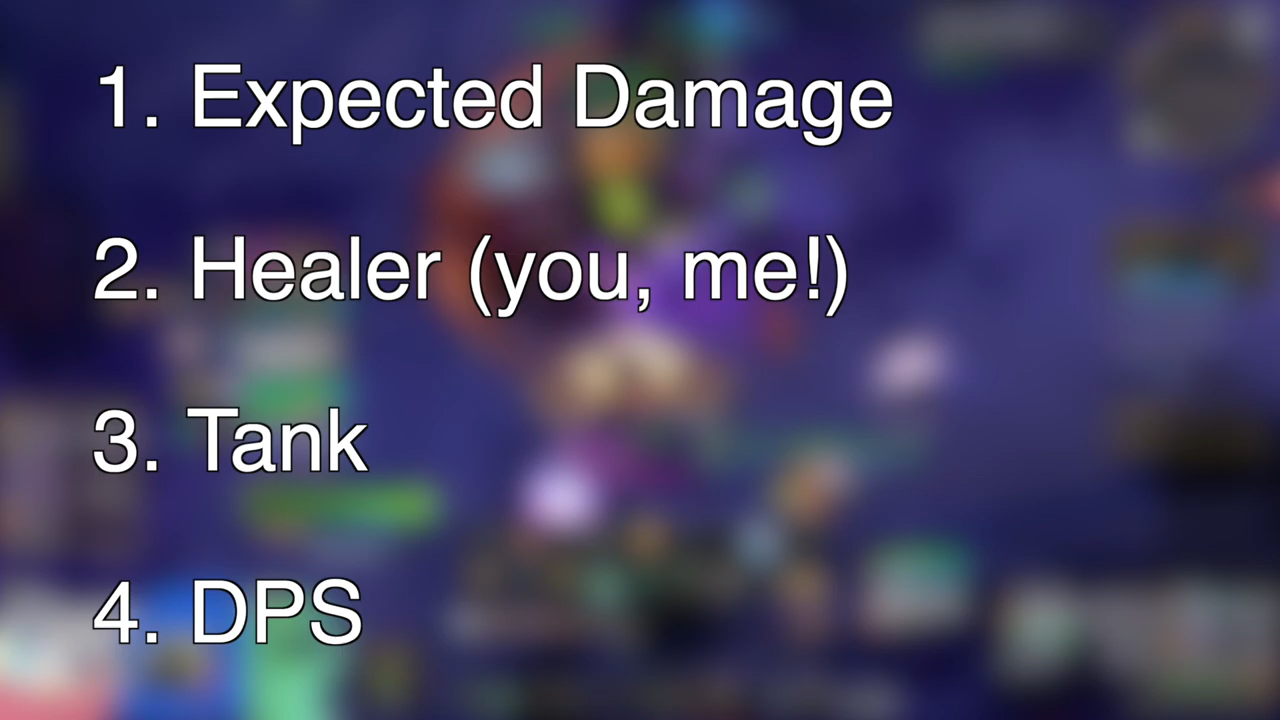 1. Expected Damage
2. Healer (you, me!)
3. Tank
4. DPS